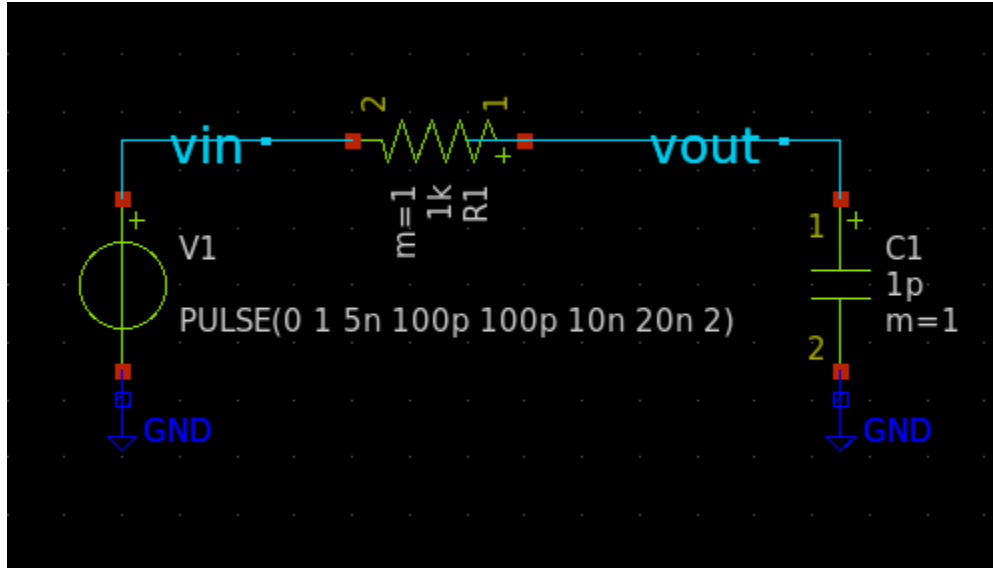 2 1
vin vout
+
m=1
1k
R1
+
V1
PULSE(0 1 5n 100p 100p 10n 20n 2)
GND
1 +
C1
1p
m=1
2
GND